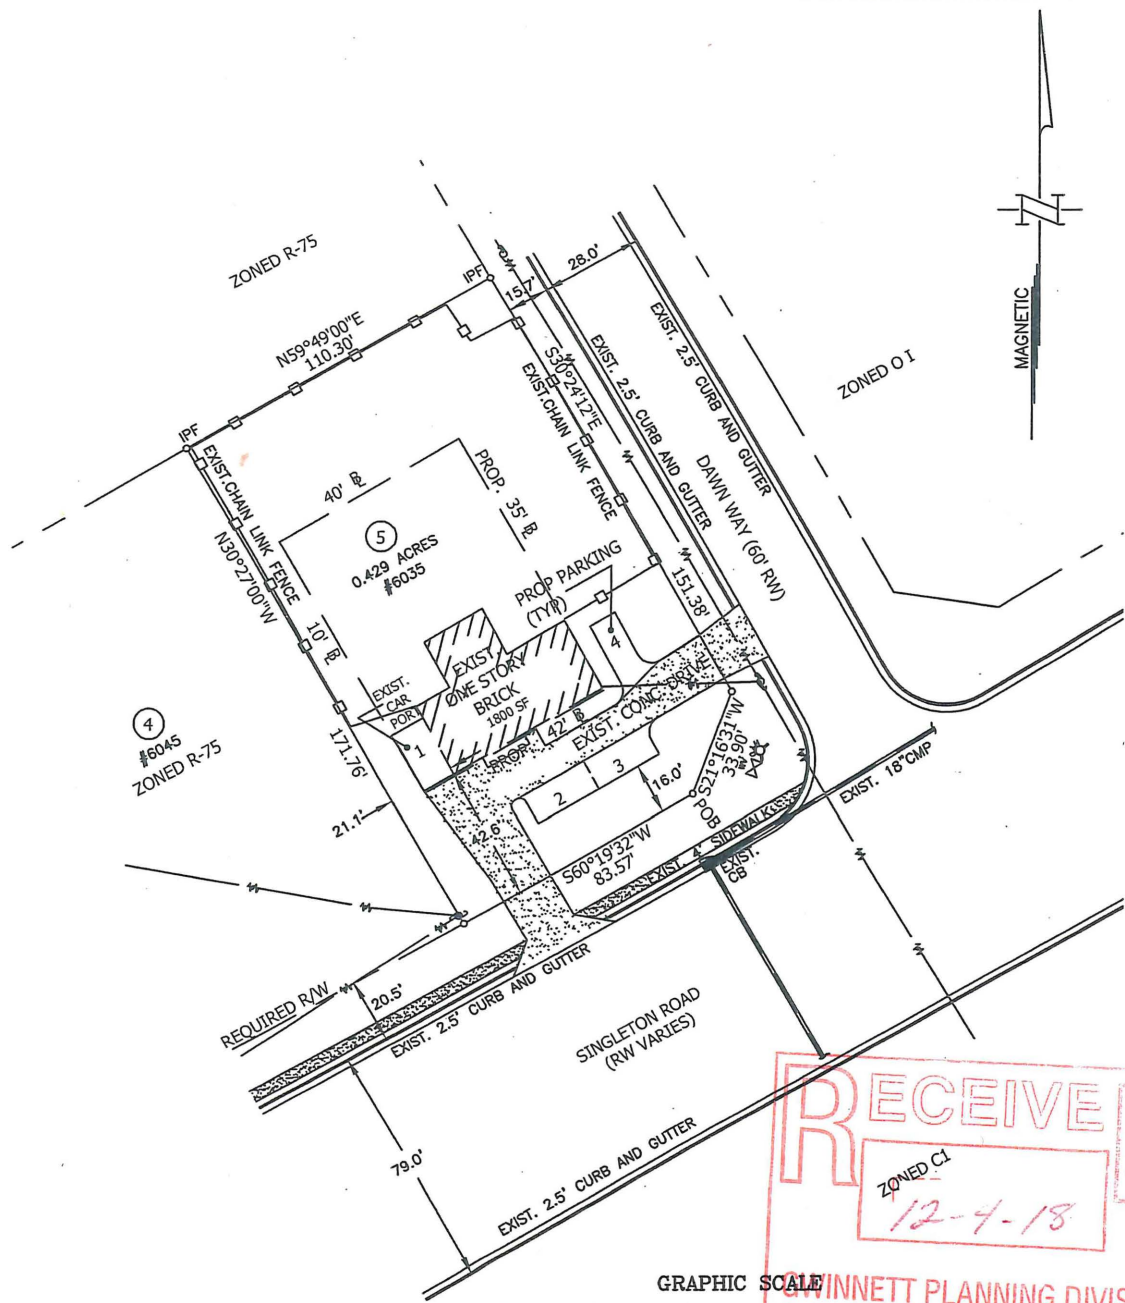 ZONED R-75
IPF
15.7'
28.0'
N59°49'00"E
110.30'
MAGNETIC
N
ZONED O I
EXIST. 2.5' CURB AND GUTTER
EXIST. 2.5' CURB AND GUTTER
S30°24'12"E
EXIST.CHAIN LINK FENCE
IPF
EXIST.CHAIN LINK FENCE
N30°27'00"W
40' BL
PROP. 35' BL
5
0.429 ACRES
#6035
DAWN WAY (60' RW)
151.38'
PROP PARKING
(TYP)
4
10' BL
EXIST.
ONE STORY
BRICK
1800 SF
EXIST.
CAR
PORT
1
4
#6045
ZONED R-75
171.76'
21.1'
PROP. 42' BL
EXIST. CONC. DRIVE
2
3
16.0'
S21°16'31"W
33.90'
POB
42.6'
S60°19'32"W
83.57'
EXIST. 4' SIDEWALK
EXIST.
CB
EXIST. 18"CMP
REQUIRED R/W
20.5'
EXIST. 2.5' CURB AND GUTTER
SINGLETON ROAD
(RW VARIES)
79.0'
EXIST. 2.5' CURB AND GUTTER
RECEIVE
ZONED C1
12-4-18
GRAPHIC SCALE
GWINNETT PLANNING DIVIS